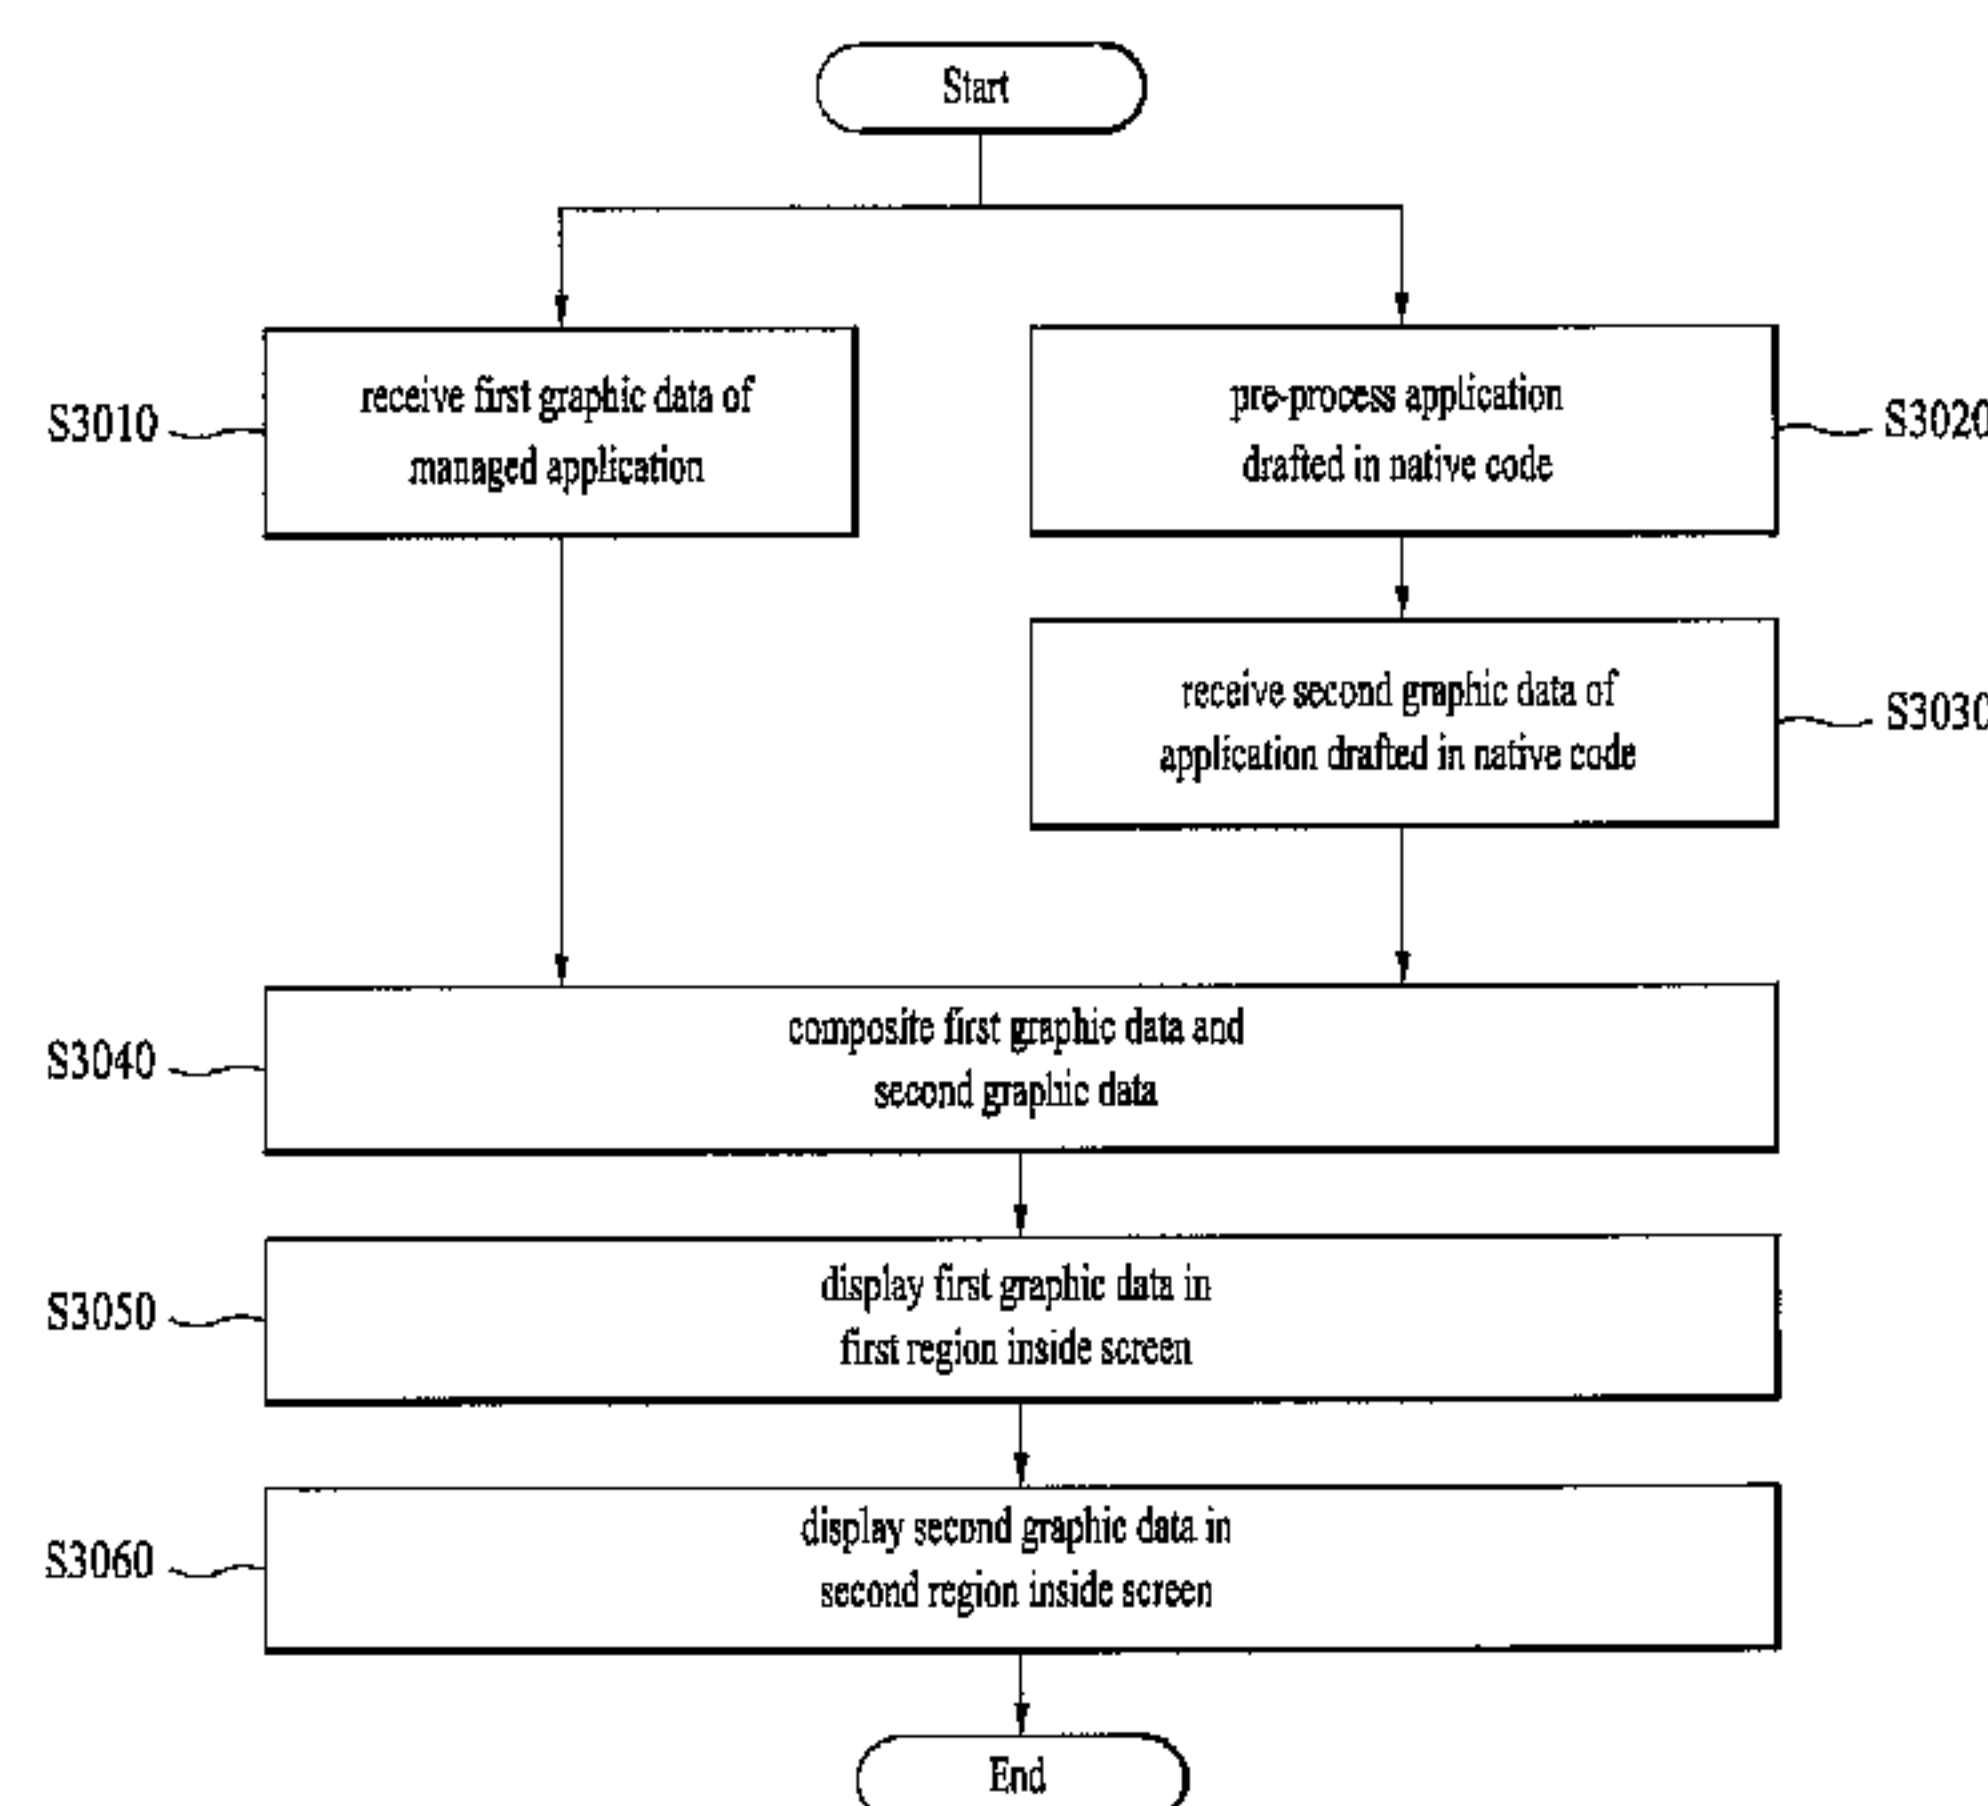 Start
S3010
receive first graphic data of
managed application
pre-process application
drafted in native code
S3020
receive second graphic data of
application drafted in native code
S3030
S3040
composite first graphic data and
second graphic data
S3050
display first graphic data in
first region inside screen
S3060
display second graphic data in
second region inside screen
End